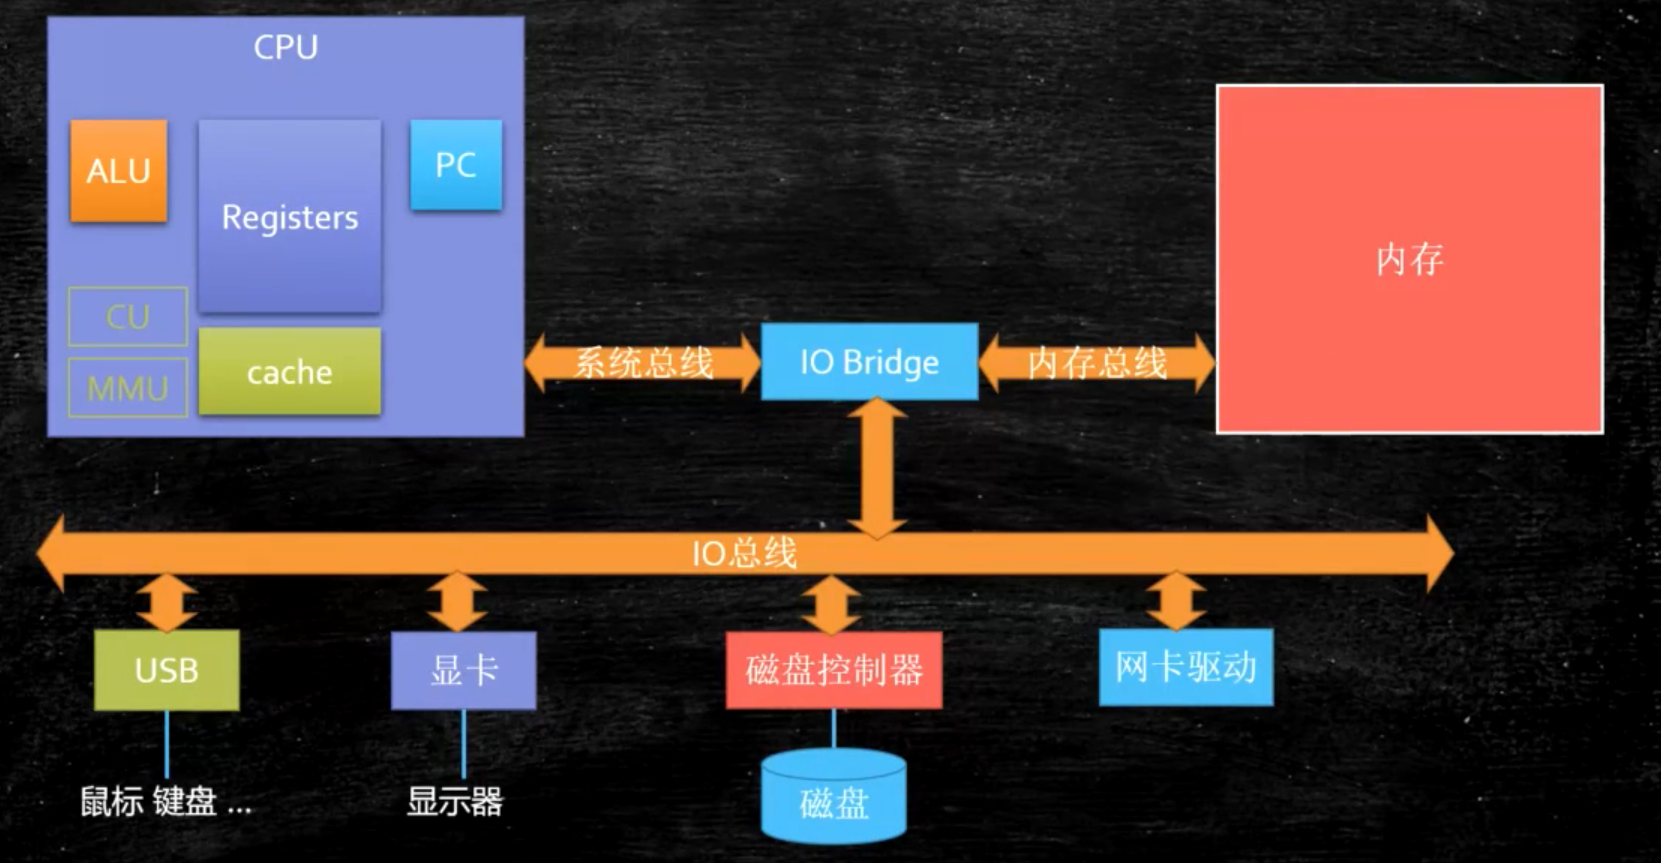 CPU
ALU
Registers
PC
CU
cache
MMU
系统总线
IO Bridge
内存总线
内存
IO总线
USB
显卡
磁盘控制器
网卡驱动
鼠标 键盘 ...
显示器
磁盘